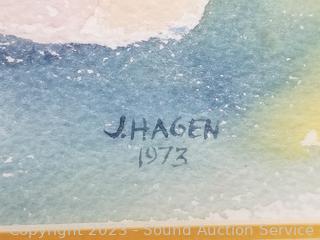 J.HAGEN
1973
Copyright 2023 - Sound Auction Service